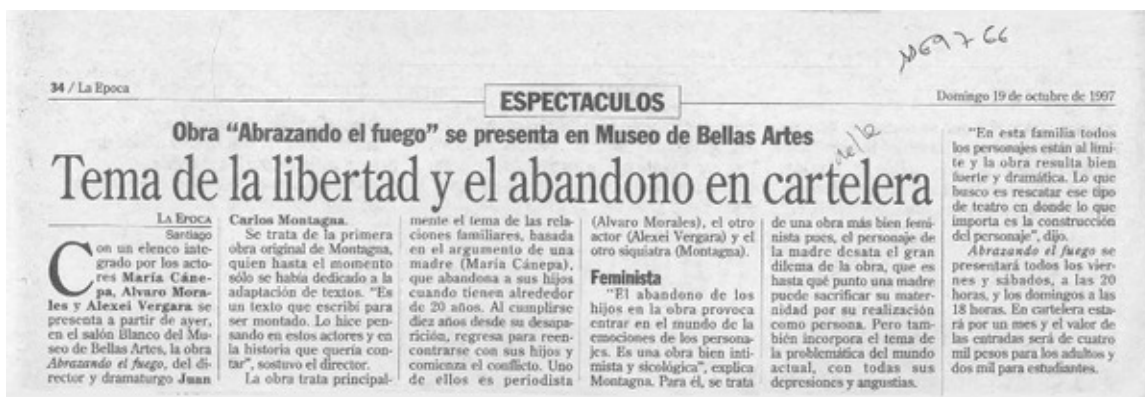 34 / La Epoca
ESPECTACULOS
Domingo 19 de octubre de 1997
Obra "Abrazando el fuego" se presenta en Museo de Bellas Artes
Tema de la libertad y el abandono en cartelera
LA EPOCA
Santiago
Con un elenco inte-
grado por los acto-
res María Cáne-
pa, Alvaro Mora-
les y Alexei Vergara se
presenta a partir de ayer,
en el salón Blanco del Mu-
seo de Bellas Artes, la obra
Abrazando el fuego, del di-
rector y dramaturgo Juan
Carlos Montagna.
Se trata de la primera
obra original de Montagna,
quien hasta el momento
sólo se había dedicado a la
adaptación de textos. "Es
un texto que escribí para
ser montado. Lo hice pen-
sando en estos actores y en
la historia que quería con-
tar", sostuvo el director.
La obra trata principal-
mente el tema de las rela-
ciones familiares, basada
en el argumento de una
madre (María Cánepa),
que abandona a sus hijos
cuando tienen alrededor
de 20 años. Al cumplirse
diez años desde su desapa-
rición, regresa para reen-
contrarse con sus hijos y
comienza el conflicto. Uno
de ellos es periodista
(Alvaro Morales), el otro
actor (Alexei Vergara) y el
otro siquiatra (Montagna).
Feminista
"El abandono de los
hijos en la obra provoca
entrar en el mundo de la
emociones de los persona-
jes. Es una obra bien inti-
mista y sicológica", explica
Montagna. Para él, se trata
de una obra más bien femi-
nista pues, el personaje de
la madre desata el gran
dilema de la obra, que es
hasta qué punto una madre
puede sacrificar su mater-
nidad por su realización
como persona. Pero tam-
bién incorpora el tema de
la problemática del mundo
actual, con todas sus
depresiones y angustias.
"En esta familia todos
los personajes están al lími-
te y la obra resulta bien
fuerte y dramática. Lo que
busco es rescatar ese tipo
de teatro en donde lo que
importa es la construcción
del personaje", dijo.
Abrazando el fuego se
presentará todos los vier-
nes y sábados, a las 20
horas, y los domingos a las
18 horas. En cartelera esta-
rá por un mes y el valor de
las entradas será de cuatro
mil pesos para los adultos y
dos mil para estudiantes.